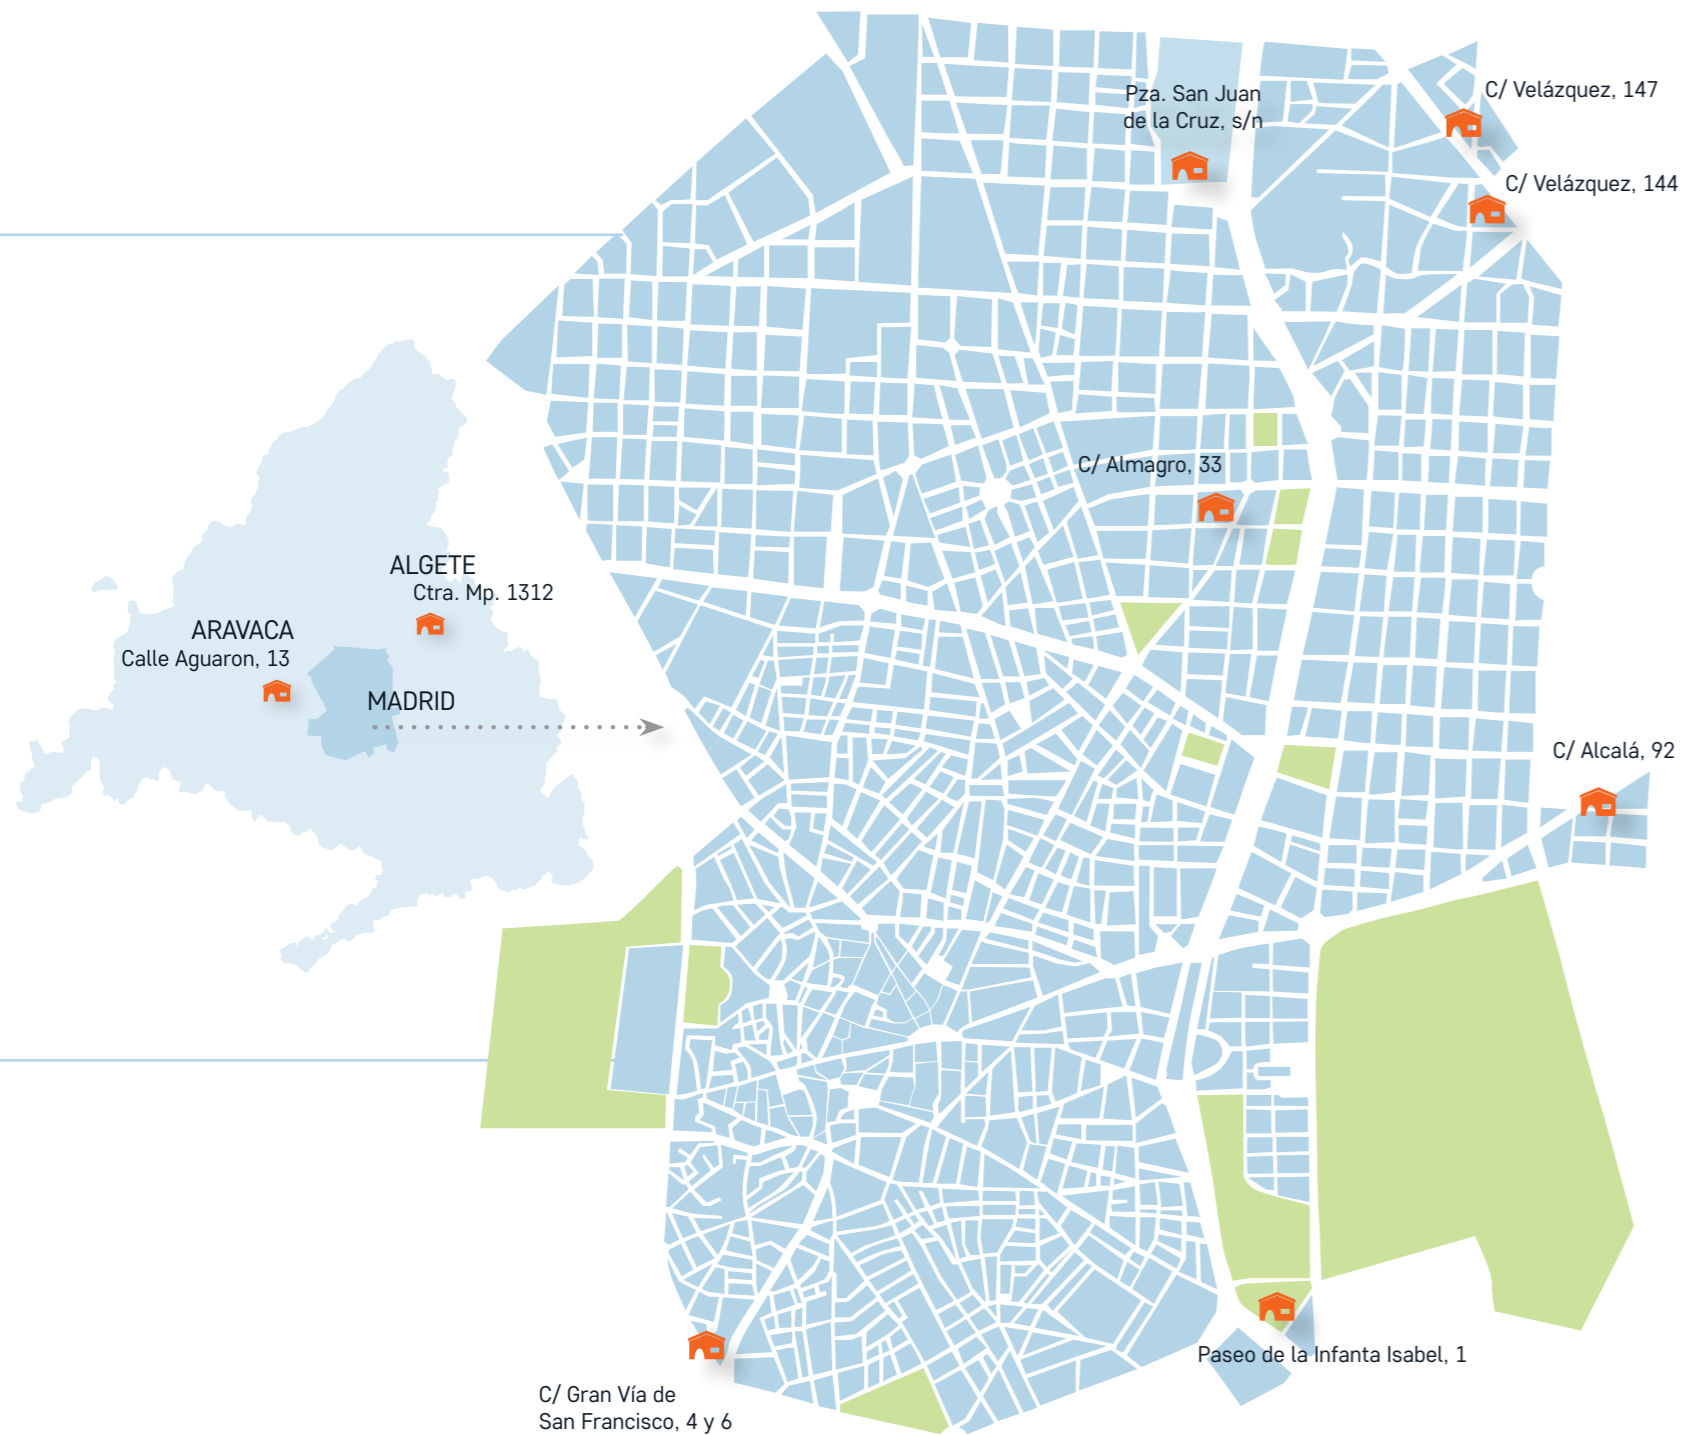 Pza. San Juan
de la Cruz, s/n
C/ Velázquez, 147
C/ Velázquez, 144
C/ Almagro, 33
ALGETE
Ctra. Mp. 1312
ARAVACA
Calle Aguaron, 13
MADRID
C/ Alcalá, 92
Paseo de la Infanta Isabel, 1
C/ Gran Vía de
San Francisco, 4 y 6